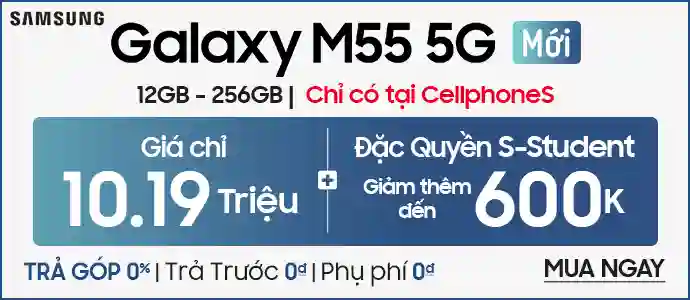 SAMSUNG
Galaxy M55 5G Mới
12GB - 256GB | Chỉ có tại CellphoneS
Giá chỉ
10.19 Triệu
+
Đặc Quyền S-Student
Giảm thêm đến 600K
TRẢ GÓP 0% | Trả Trước 0đ | Phụ phí 0đ
MUA NGAY